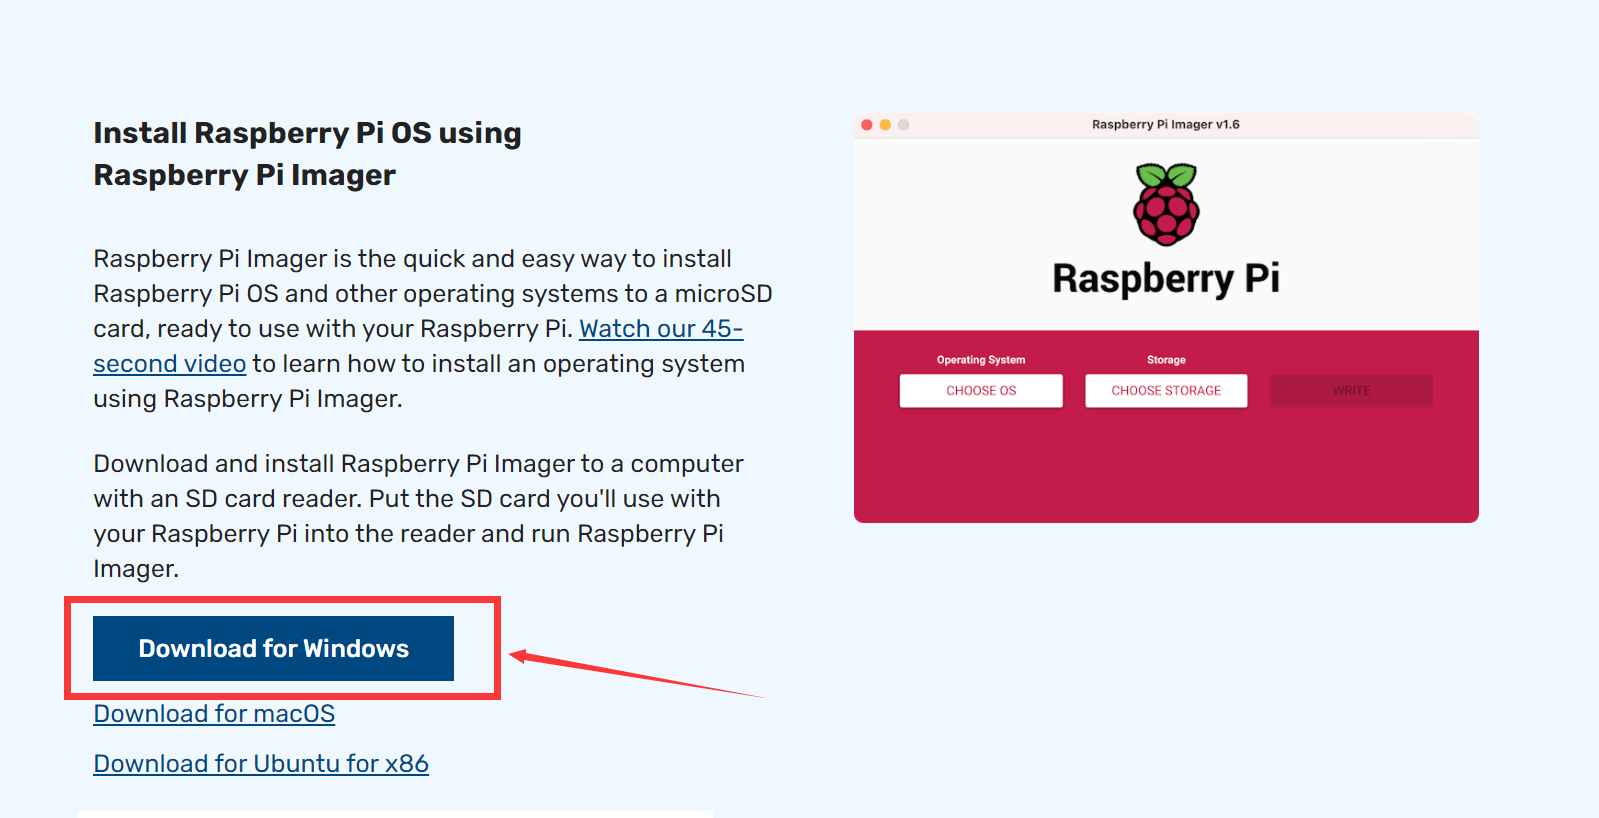 Install Raspberry Pi OS using
Raspberry Pi Imager
Raspberry Pi Imager is the quick and easy way to install
Raspberry Pi OS and other operating systems to a microSD
card, ready to use with your Raspberry Pi. Watch our 45-
second video to learn how to install an operating system
using Raspberry Pi Imager.
Download and install Raspberry Pi Imager to a computer
with an SD card reader. Put the SD card you'll use with
your Raspberry Pi into the reader and run Raspberry Pi
Imager.
Download for Windows
Download for macOS
Download for Ubuntu for x86
Raspberry Pi Imager v1.6
Raspberry Pi
Operating System
Storage
CHOOSE OS
CHOOSE STORAGE
WRITE